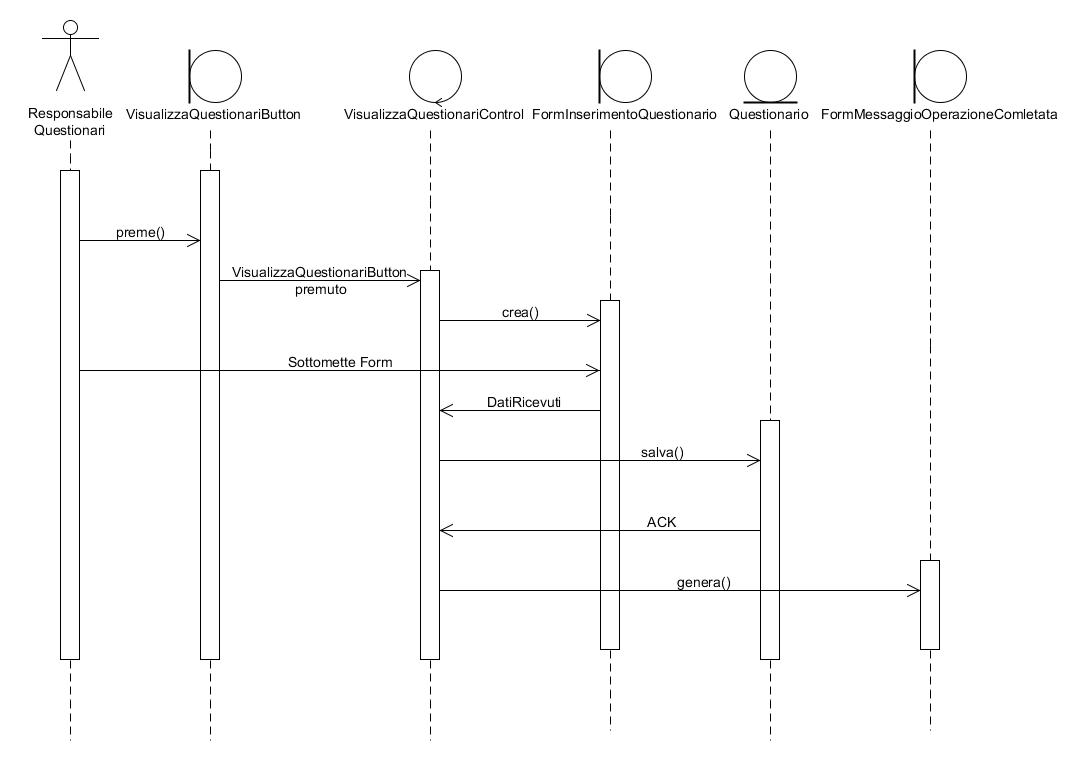 Responsabile
Questionari
VisualizzaQuestionariButton
VisualizzaQuestionariControl
FormInserimentoQuestionario
Questionario
FormMessaggioOperazioneComletata
preme()
VisualizzaQuestionariButton
premuto
crea()
Sottomette Form
DatiRicevuti
salva()
ACK
genera()